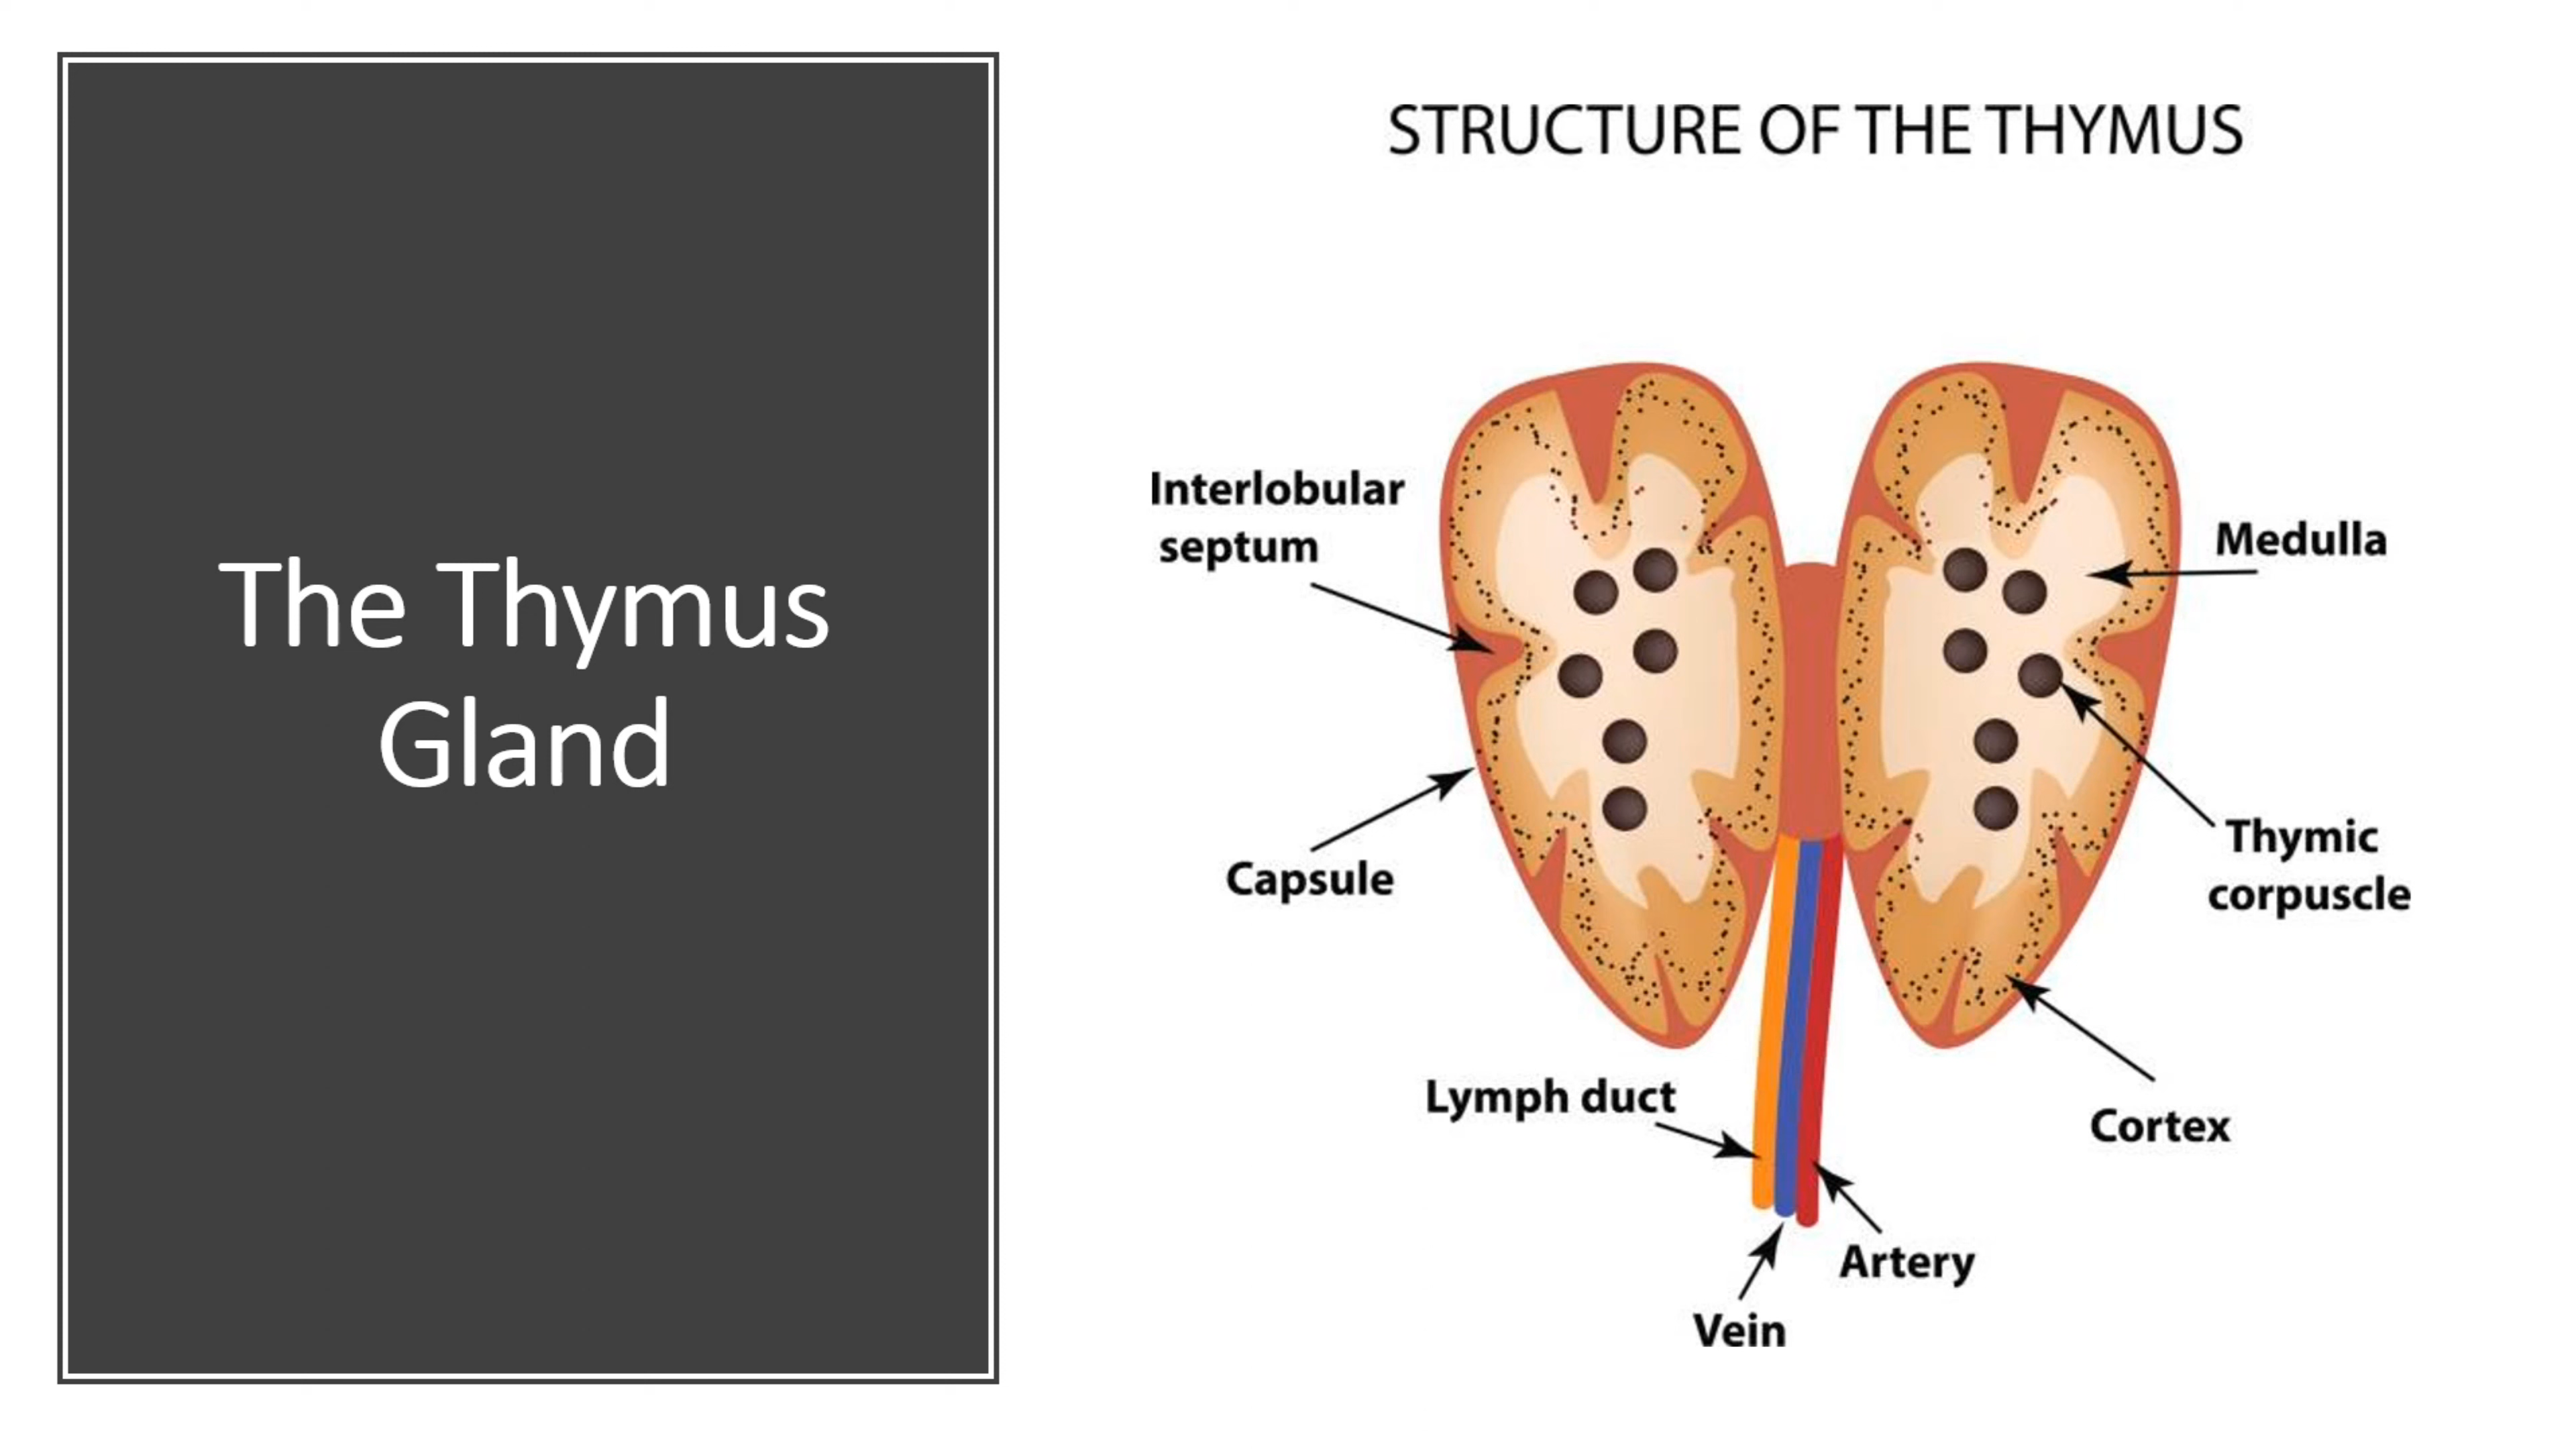 The Thymus
Gland
STRUCTURE OF THE THYMUS
Interlobular
septum
Medulla
Capsule
Thymic
corpuscle
Lymph duct
Cortex
Artery
Vein